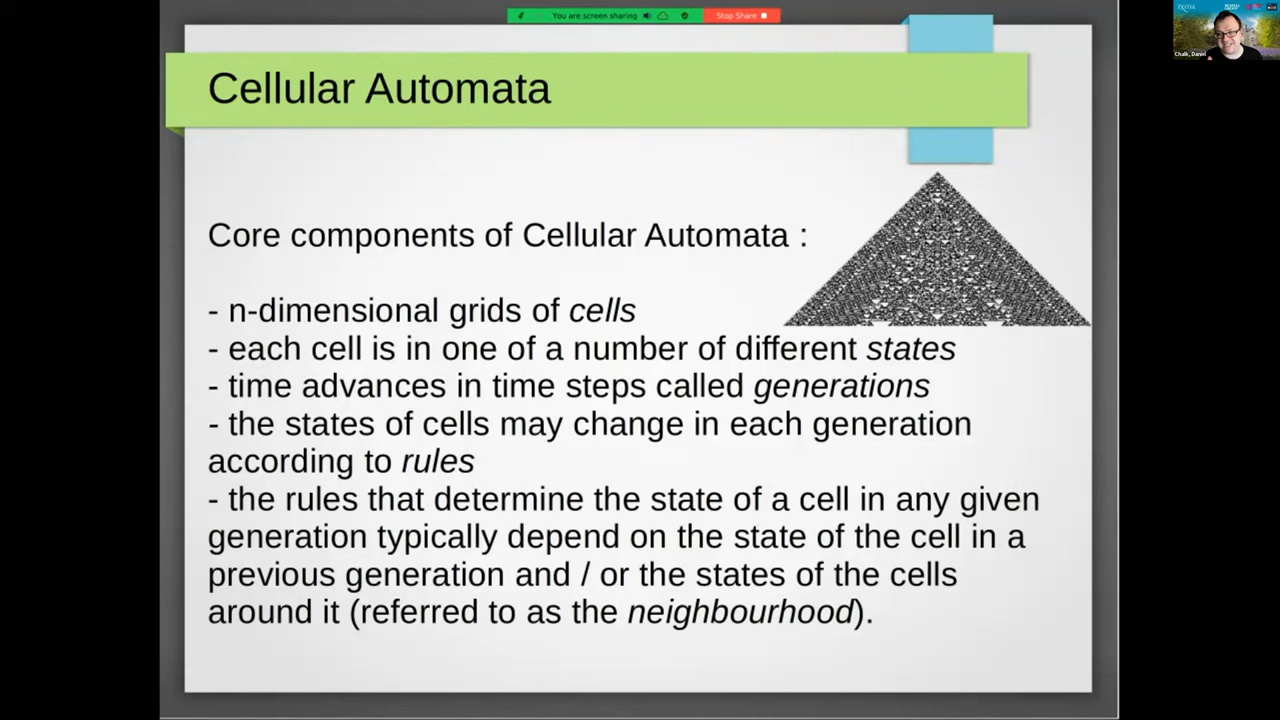 You are screen sharing
Stop Share
Chalk, Daniel
Cellular Automata
Core components of Cellular Automata :
- n-dimensional grids of cells
- each cell is in one of a number of different states
- time advances in time steps called generations
- the states of cells may change in each generation
according to rules
- the rules that determine the state of a cell in any given
generation typically depend on the state of the cell in a
previous generation and / or the states of the cells
around it (referred to as the neighbourhood).